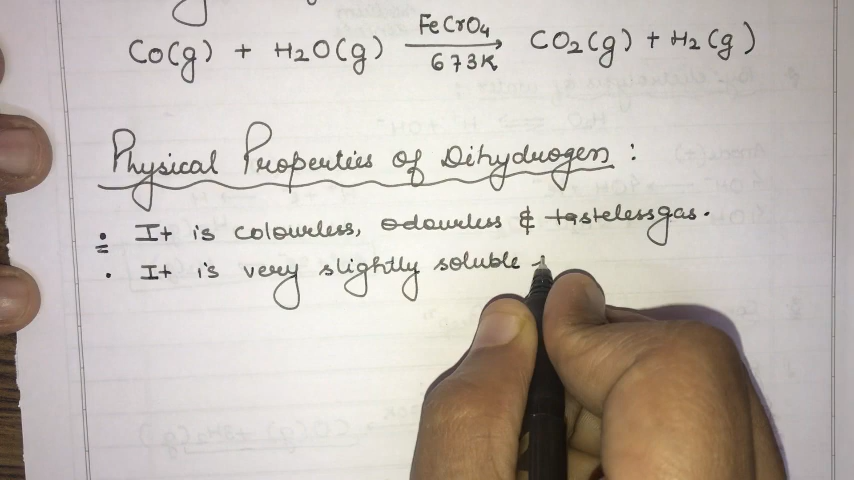 Co(g) + H2O(g) FeCrO4 673K CO2(g) + H2(g)
Physical Properties of Dihydrogen :
It is colourless, odourless & tasteless gas.
It is very slightly soluble